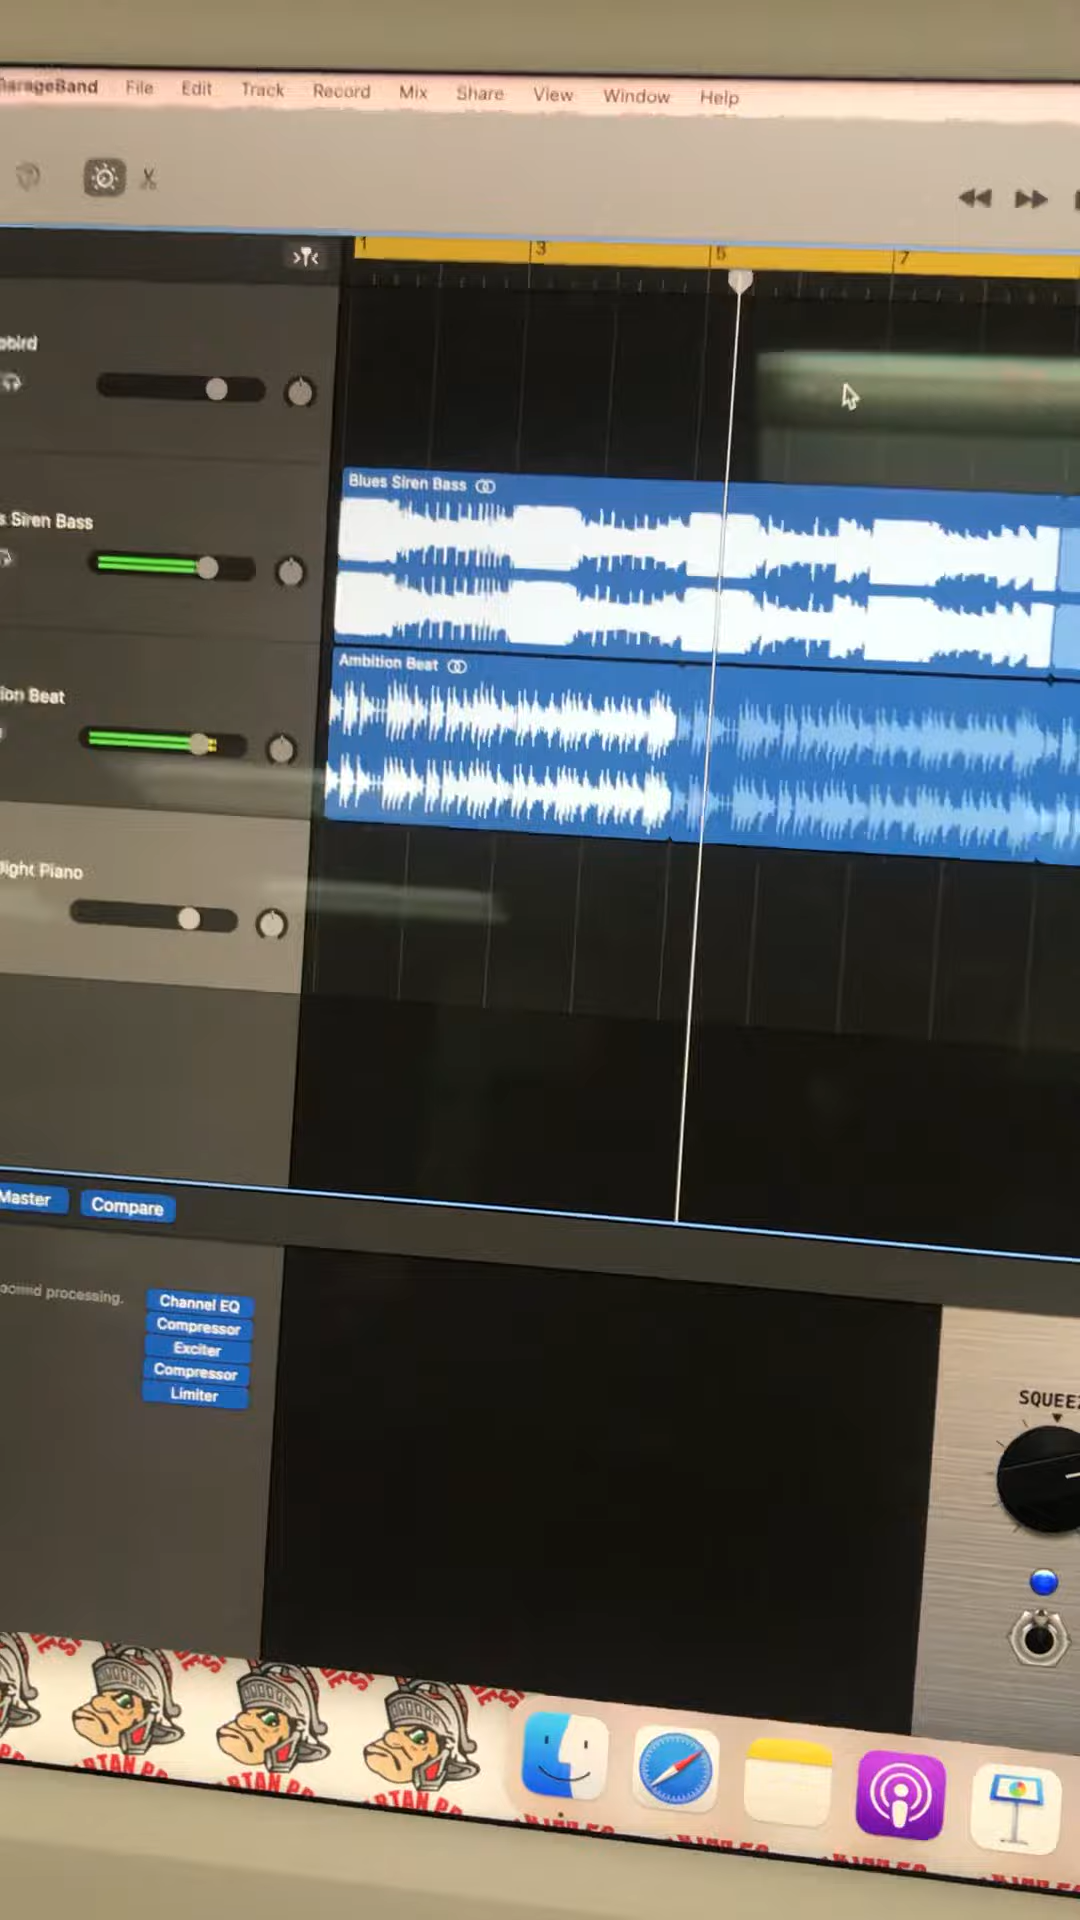 GarageBand File Edit Track Record Mix Share View Window Help
1 3 5 7
Blues Siren Bass
Siren Bass
Ambition Beat
Beat
Piano
Master Compare
processing.
Channel EQ
Compressor
Exciter
Compressor
Limiter